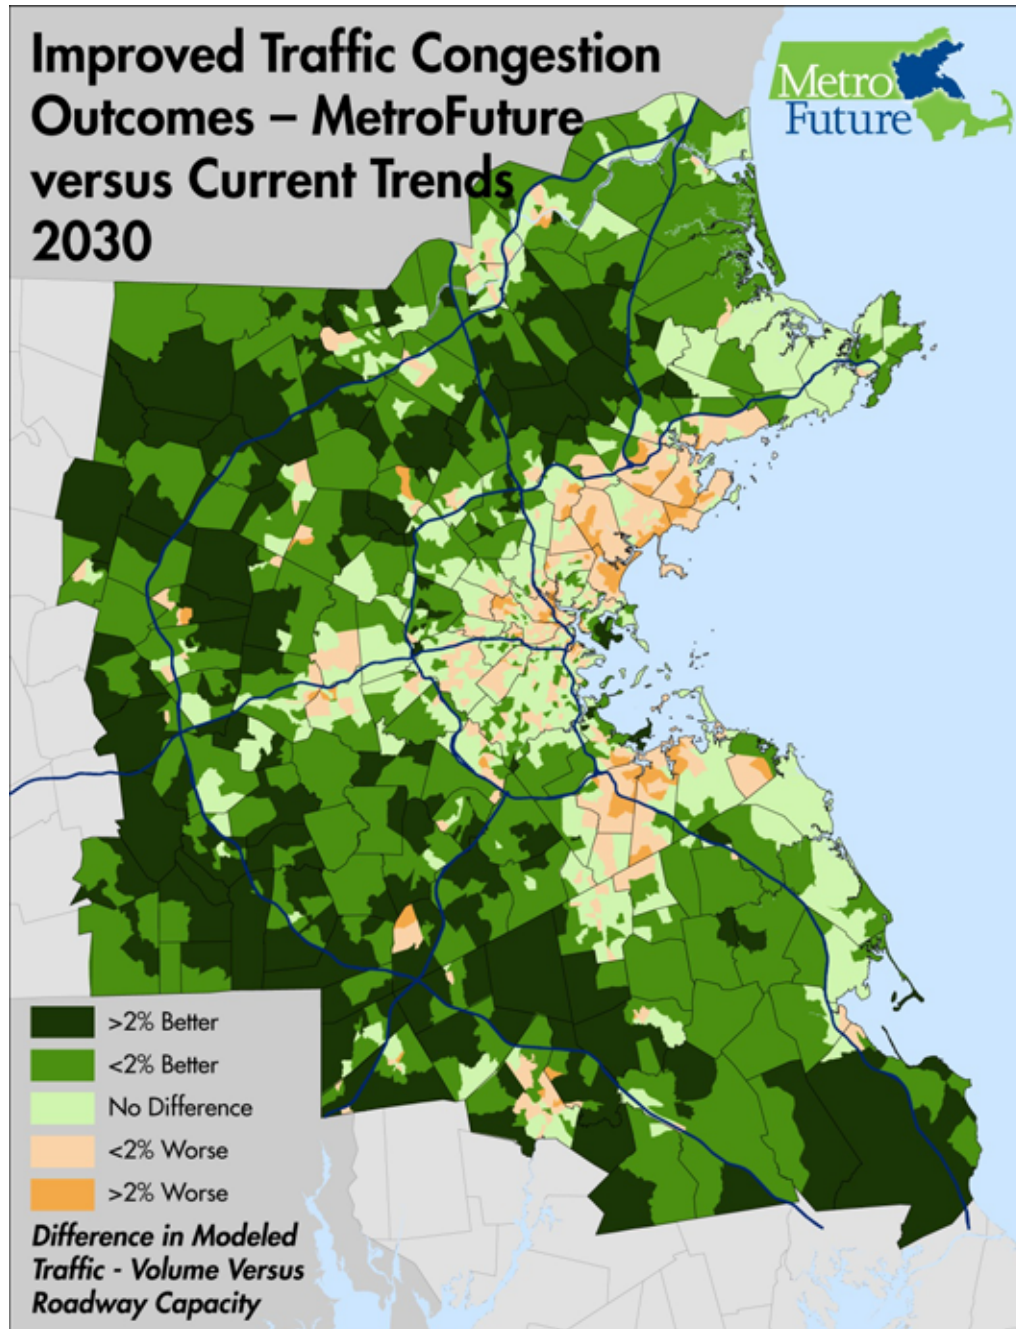 Improved Traffic Congestion
Outcomes – MetroFuture
versus Current Trends
2030
Metro
Future
>2% Better
<2% Better
No Difference
<2% Worse
>2% Worse
Difference in Modeled
Traffic - Volume Versus
Roadway Capacity